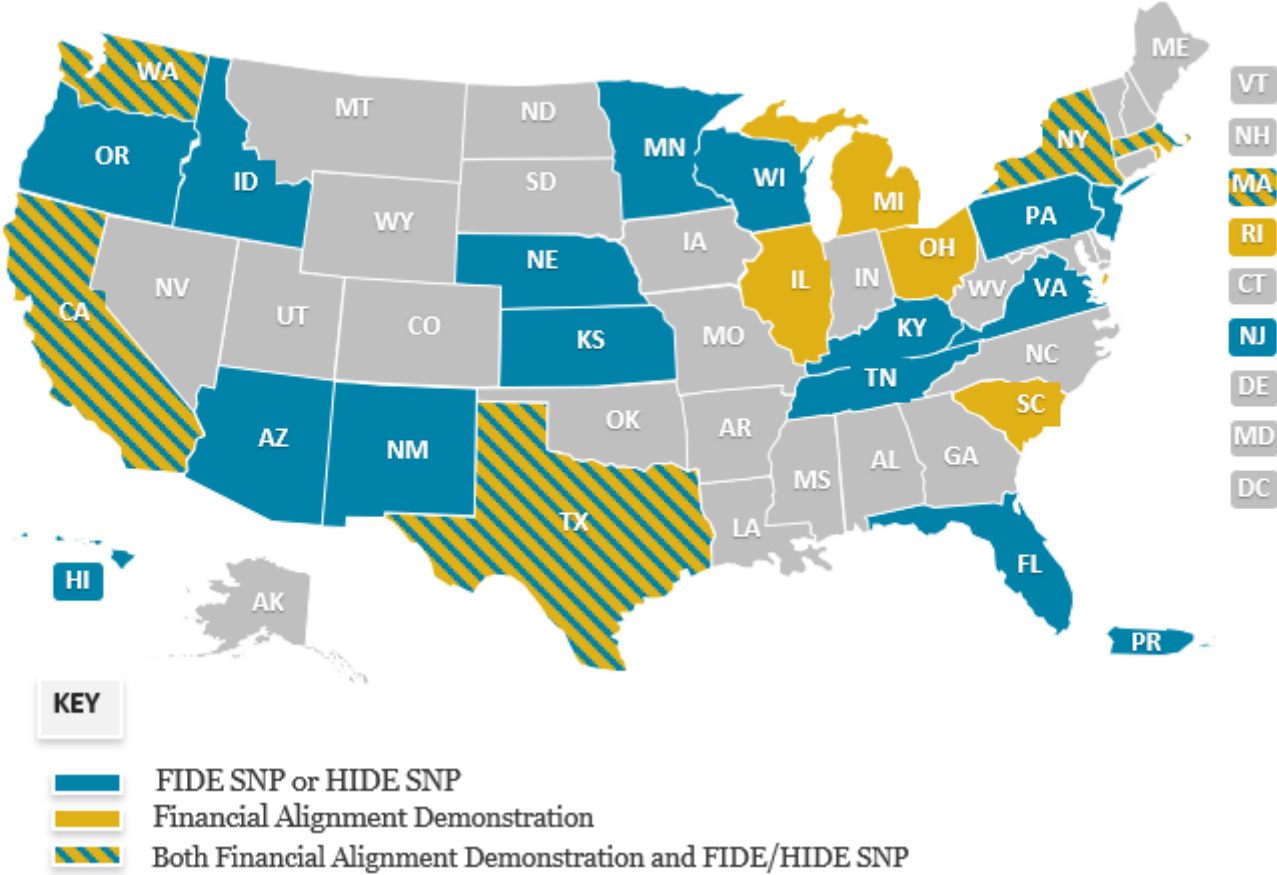 ME
WA
VT
MT
ND
NH
OR
MN
NY
ID
SD
WI
MA
WY
MI
PA
RI
IA
OH
NE
NV
IL
IN
WV
VA
CT
CA
UT
CO
KS
MO
KY
NJ
NC
TN
DE
AZ
NM
OK
AR
SC
MD
MS
AL
GA
DC
TX
LA
HI
AK
FL
PR
KEY
FIDE SNP or HIDE SNP
Financial Alignment Demonstration
Both Financial Alignment Demonstration and FIDE/HIDE SNP